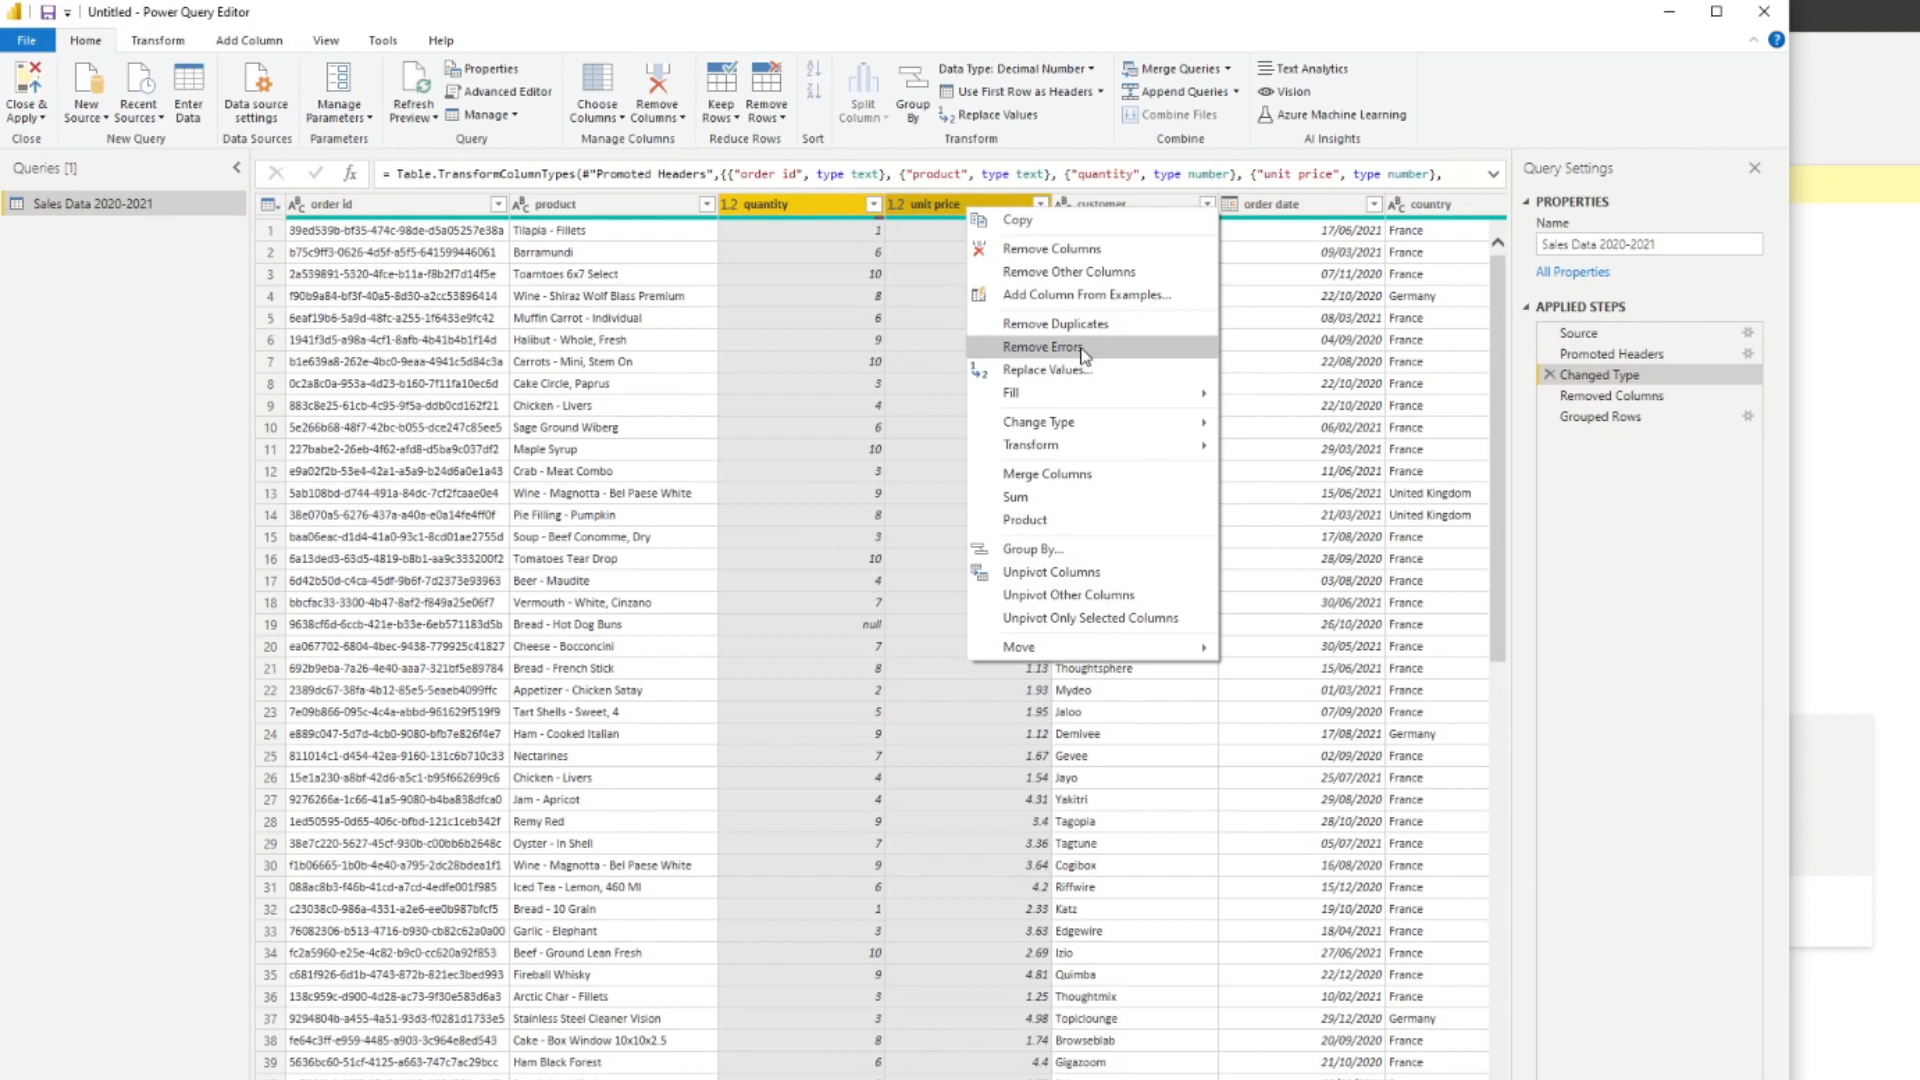 Untitled - Power Query Editor
File Home Transform Add Column View Tools Help
Close & Apply
New Source
Recent Sources
Enter Data
Data source settings
Manage Parameters
Refresh Preview
Properties
Advanced Editor
Manage
Choose Columns
Remove Columns
Keep Rows
Remove Rows
Split Column
Group By
Data Type: Decimal Number
Use First Row as Headers
Replace Values
Merge Queries
Append Queries
Combine Files
Text Analytics
Vision
Azure Machine Learning
Close New Query Data Sources Parameters Query Manage Columns Reduce Rows Sort Transform Combine AI Insights
Queries [1]
Sales Data 2020-2021
= Table.TransformColumnTypes(#"Promoted Headers",{{"order id", type text}, {"product", type text}, {"quantity", type number}, {"unit price", type number},
order id product 1.2 quantity 1.2 unit price customer order date country
1 39ed539b-bf35-474c-98de-d5a05257e38a Tilapia - Fillets 1 17/06/2021 France
2 b75c9ff3-0626-4d5f-a5f5-641599446061 Barramundi 6 09/03/2021 France
3 2a539891-5320-4fce-b11a-f8b2f7d14f5e Toamtoes 6x7 Select 10 07/11/2020 France
4 f90b9a84-bf3f-40a5-8d30-a2cc53896414 Wine - Shiraz Wolf Blass Premium 8 22/10/2020 Germany
5 6eaf19b6-5a9d-48fc-a255-1f6433e9fc42 Muffin Carrot - Individual 6 08/03/2021 France
6 1941f3d5-a98a-4cf1-8afb-4b41b4b1f14d Halibut - Whole, Fresh 9 04/09/2020 France
7 b1e639a8-262e-4bc0-9eaa-4941c5d84c3a Carrots - Mini, Stem On 10 22/08/2020 France
8 0c2a8c0a-953a-4d23-b160-7f11fa10ec6d Cake Circle, Paprus 3 22/10/2020 France
9 883c8e25-61cb-4c95-9f5a-ddb0cd162f21 Chicken - Livers 4 22/10/2020 France
10 5e266b68-48f7-42bc-b055-dce247c85ee5 Sage Ground Wiberg 6 06/02/2021 France
11 227babe2-26eb-4f62-afd8-d5ba9c037df2 Maple Syrup 10 29/03/2021 France
12 e9a02f2b-53e4-42a1-a5a9-b24d6a0e1a43 Crab - Meat Combo 3 11/06/2021 France
13 5ab108bd-d744-491a-84dc-7cf2fcaae0e4 Wine - Magnotta - Bel Paese White 9 15/06/2021 United Kingdom
14 38e070a5-6276-437a-a40a-e0a14fe4ff0f Pie Filling - Pumpkin 8 21/03/2021 United Kingdom
15 baa06eac-d1d4-41a0-93c1-8cd01ae2755d Soup - Beef Conomme, Dry 3 17/08/2020 France
16 6a13ded3-63d5-4819-b8b1-aa9c333200f2 Tomatoes Tear Drop 10 28/09/2020 France
17 6d42b50d-c4ca-45df-9b6f-7d2373e93963 Beer - Maudite 4 03/08/2020 France
18 bbcfac33-3300-4b47-8af2-f849a25e06f7 Vermouth - White, Cinzano 7 30/06/2021 France
19 9638cf6d-6ccb-421e-b33e-6eb571183d5b Bread - Hot Dog Buns null 26/10/2020 France
20 ea067702-6804-4bec-9438-779925c41827 Cheese - Bocconcini 7 30/05/2021 France
21 692b9eba-7a26-4e40-aaa7-321bf5e89784 Bread - French Stick 8 1.13 Thoughtsphere 15/06/2021 France
22 2389dc67-38fa-4b12-85e5-5eaeb4099ffc Appetizer - Chicken Satay 2 1.93 Mydeo 01/03/2021 France
23 7e09b866-095c-4c4a-abbd-961629f519f9 Tart Shells - Sweet, 4 5 1.95 Jaloo 07/09/2020 France
24 e889c047-5d7d-4cb0-9080-bfb7e826f4e7 Ham - Cooked Italian 9 1.12 Demivee 17/08/2021 Germany
25 811014c1-d454-42ea-9160-131c6b710c33 Nectarines 7 1.67 Gevee 02/09/2020 France
26 15e1a230-a8bf-42d6-a5c1-b95f662699c6 Chicken - Livers 4 1.54 Jayo 25/07/2021 France
27 9276266a-1c66-41a5-9080-b4ba838dfca0 Jam - Apricot 4 4.31 Yakitri 29/08/2020 France
28 1ed50595-0d65-406c-bfbd-121c1ceb342f Remy Red 9 3.4 Tagopia 28/10/2020 France
29 38e7c220-5627-45cf-930b-c00bb6b2648c Oyster - In Shell 7 3.36 Tagtune 05/07/2021 France
30 f1b06665-1b0b-4e40-a795-2dc28bdea1f1 Wine - Magnotta - Bel Paese White 9 3.64 Cogibox 16/08/2020 France
31 088ac8b3-f46b-41cd-a7cd-4edfe001f985 Iced Tea - Lemon, 460 Ml 6 4.2 Riffwire 15/12/2020 France
32 c23038c0-986a-4331-a2e6-ee0b987bfcf5 Bread - 10 Grain 1 2.33 Katz 19/10/2020 France
33 76082306-b513-4716-b930-cb82c62a0a00 Garlic - Elephant 3 3.63 Edgewire 18/04/2021 France
34 fc2a5960-e25e-4c82-b9c0-cc620a92f853 Beef - Ground Lean Fresh 10 2.69 Izio 27/06/2021 France
35 c681f926-6d1b-4743-872b-821ec3bed993 Fireball Whisky 9 4.81 Quimba 22/12/2020 France
36 138c959c-d900-4d28-ac73-9f30e583d6a3 Arctic Char - Fillets 3 1.25 Thoughtmix 10/02/2021 France
37 9294804b-a455-4a51-93d3-f0281d1733e5 Stainless Steel Cleaner Vision 3 4.98 Topiclounge 29/12/2020 Germany
38 fe64c3ff-e959-4485-a903-3c964e8ed543 Cake - Box Window 10x10x2.5 8 1.74 Browseblab 20/09/2020 France
39 5636bc60-51cf-4125-a663-747c7ac29bcc Ham Black Forest 6 4.4 Gigazoom 21/10/2020 France
Copy
Remove Columns
Remove Other Columns
Add Column From Examples...
Remove Duplicates
Remove Errors
Replace Values...
Fill
Change Type
Transform
Merge Columns
Sum
Product
Group By...
Unpivot Columns
Unpivot Other Columns
Unpivot Only Selected Columns
Move
Query Settings
PROPERTIES
Name
Sales Data 2020-2021
All Properties
APPLIED STEPS
Source
Promoted Headers
Changed Type
Removed Columns
Grouped Rows